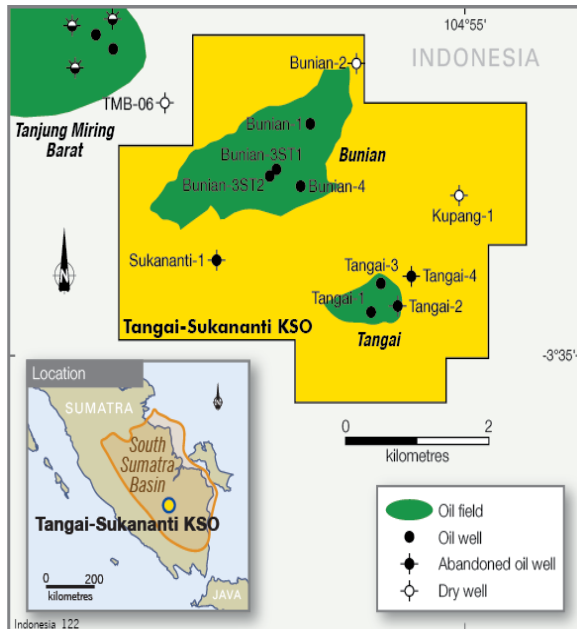 104°55'
INDONESIA
Bunian-2
TMB-06
Tanjung Miring
Barat
Bunian-1
Bunian
Bunian-3ST1
Bunian-3ST2
Bunian-4
Kupang-1
N
Sukananti-1
Tangai-3
Tangai-4
Tangai-1
Tangai-2
Tangai-Sukananti KSO
Tangai
-3°35'
Location
SUMATRA
N
South
Sumatra
Basin
Tangai-Sukananti KSO
0 200
kilometres
JAVA
0 2
kilometres
Oil field
Oil well
Abandoned oil well
Dry well
Indonesia 122